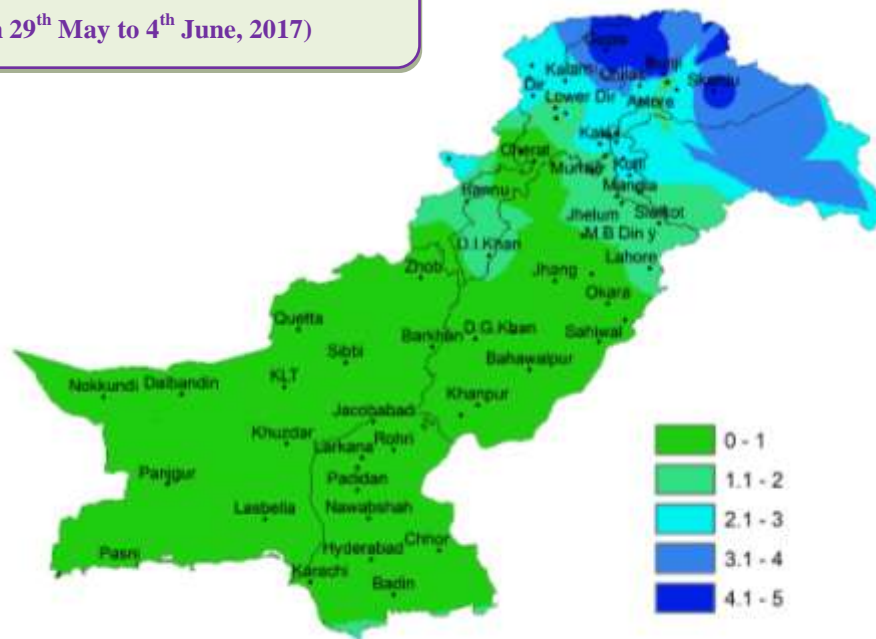 29th May to 4th June, 2017)
Kalam
Chilas
Bunji
Skardu
Dir
Lower Dir
Astore
Cherat
Murree
Kotli
Bannu
Mangla
Jhelum
Sialkot
M B Din y
D.I.Khan
Lahore
Zhob
Jhang
Okara
Quetta
Barkhan
D.G.Khan
Sahiwal
Sibbi
Bahawalpur
Nokkundi
Dalbandin
KLT
Khanpur
Jacobabad
Khuzdar
Larkana
Rohri
Panjgur
Padidan
Lasbella
Nawabshah
Chhor
Pasni
Hyderabad
Karachi
Badin
0 - 1
1.1 - 2
2.1 - 3
3.1 - 4
4.1 - 5